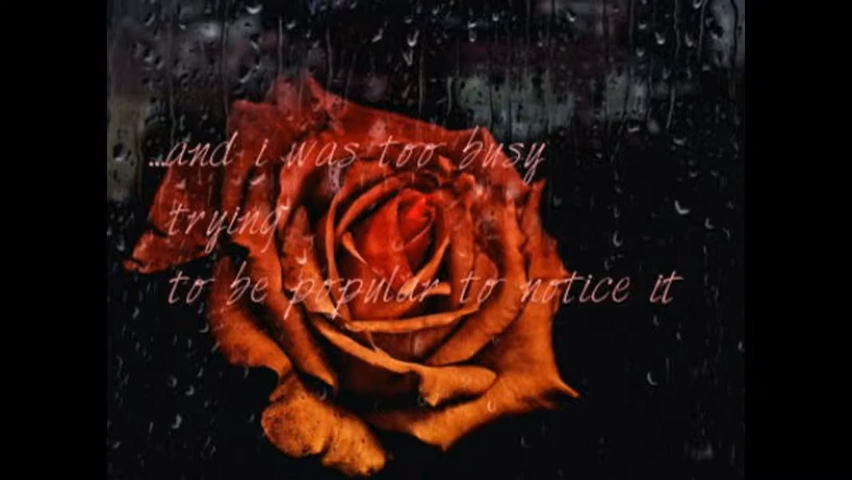 ...and i was too busy
trying
to be popular to notice it